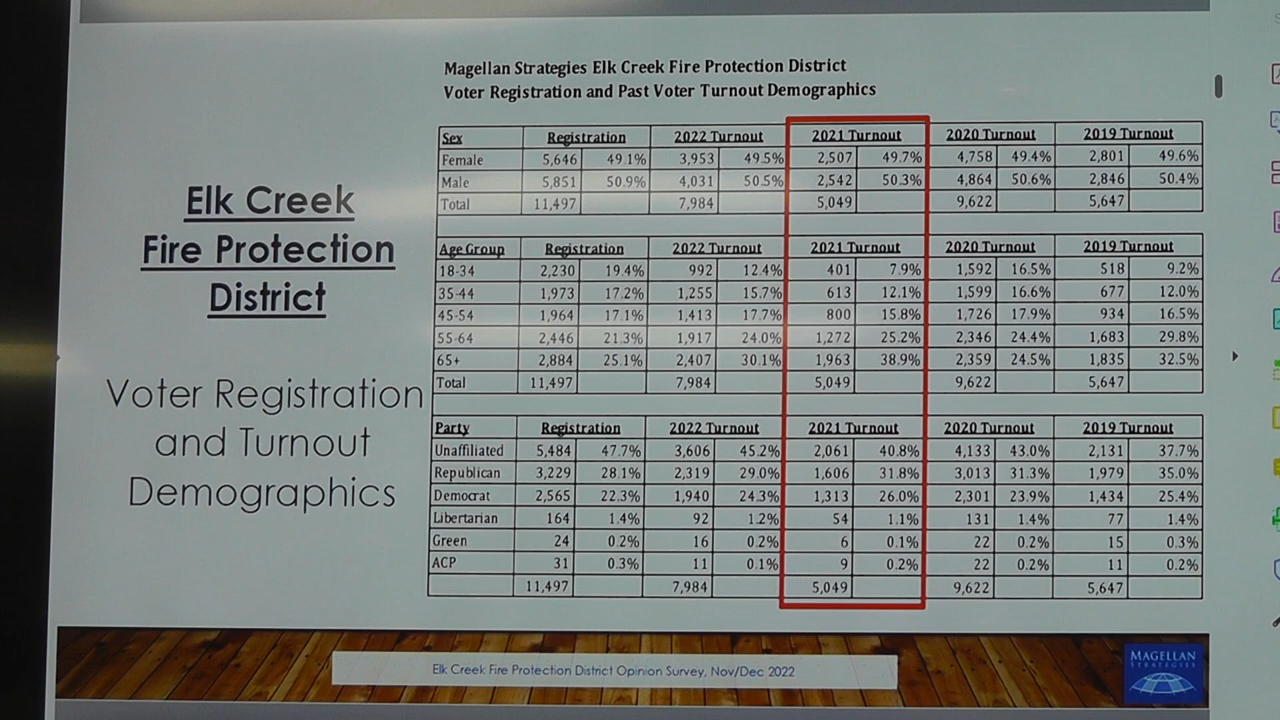 Magellan Strategies Elk Creek Fire Protection District
Voter Registration and Past Voter Turnout Demographics
Elk Creek
Fire Protection
District
Voter Registration
and Turnout
Demographics
Sex Registration 2022 Turnout 2021 Turnout 2020 Turnout 2019 Turnout
Female 5,646 49.1% 3,953 49.5% 2,507 49.7% 4,758 49.4% 2,801 49.6%
Male 5,851 50.9% 4,031 50.5% 2,542 50.3% 4,864 50.6% 2,846 50.4%
Total 11,497 7,984 5,049 9,622 5,647
Age Group Registration 2022 Turnout 2021 Turnout 2020 Turnout 2019 Turnout
18-34 2,230 19.4% 992 12.4% 401 7.9% 1,592 16.5% 518 9.2%
35-44 1,973 17.2% 1,255 15.7% 613 12.1% 1,599 16.6% 677 12.0%
45-54 1,964 17.1% 1,413 17.7% 800 15.8% 1,726 17.9% 934 16.5%
55-64 2,446 21.3% 1,917 24.0% 1,272 25.2% 2,346 24.4% 1,683 29.8%
65+ 2,884 25.1% 2,407 30.1% 1,963 38.9% 2,359 24.5% 1,835 32.5%
Total 11,497 7,984 5,049 9,622 5,647
Party Registration 2022 Turnout 2021 Turnout 2020 Turnout 2019 Turnout
Unaffiliated 5,484 47.7% 3,606 45.2% 2,061 40.8% 4,133 43.0% 2,131 37.7%
Republican 3,229 28.1% 2,319 29.0% 1,606 31.8% 3,013 31.3% 1,979 35.0%
Democrat 2,565 22.3% 1,940 24.3% 1,313 26.0% 2,301 23.9% 1,434 25.4%
Libertarian 164 1.4% 92 1.2% 54 1.1% 131 1.4% 77 1.4%
Green 24 0.2% 16 0.2% 6 0.1% 22 0.2% 15 0.3%
ACP 31 0.3% 11 0.1% 9 0.2% 22 0.2% 11 0.2%
11,497 7,984 5,049 9,622 5,647
Elk Creek Fire Protection District Opinion Survey, Nov/Dec 2022
MAGELLAN
STRATEGIES